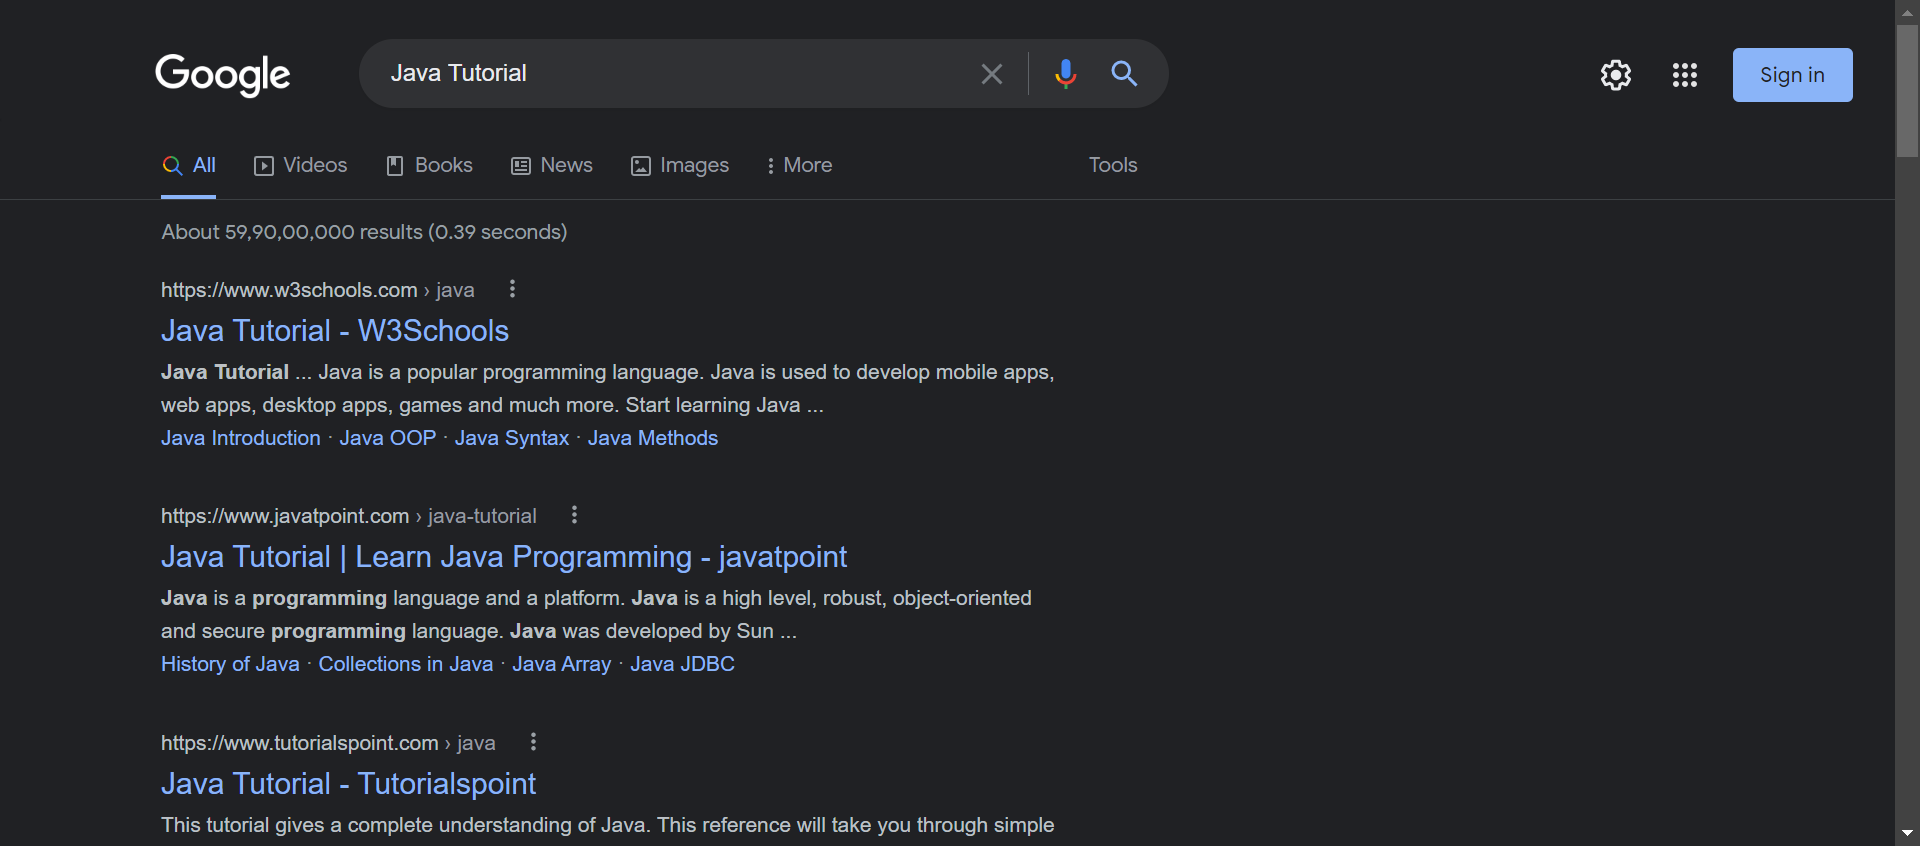 Google
Java Tutorial
Sign in
All
Videos
Books
News
Images
More
Tools
About 59,90,00,000 results (0.39 seconds)
https://www.w3schools.com › java
Java Tutorial - W3Schools
Java Tutorial ... Java is a popular programming language. Java is used to develop mobile apps,
web apps, desktop apps, games and much more. Start learning Java ...
Java Introduction · Java OOP · Java Syntax · Java Methods
https://www.javatpoint.com › java-tutorial
Java Tutorial | Learn Java Programming - javatpoint
Java is a programming language and a platform. Java is a high level, robust, object-oriented
and secure programming language. Java was developed by Sun ...
History of Java · Collections in Java · Java Array · Java JDBC
https://www.tutorialspoint.com › java
Java Tutorial - Tutorialspoint
This tutorial gives a complete understanding of Java. This reference will take you through simple